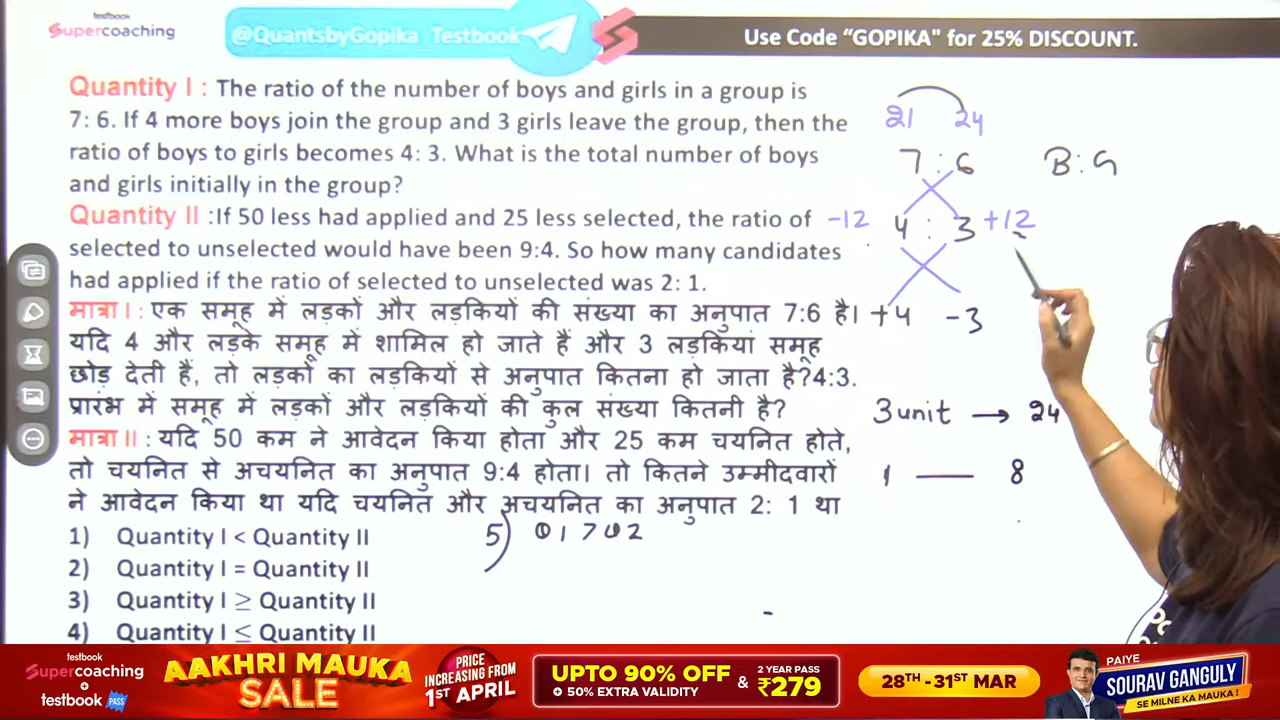 testbook
Supercoaching
@QuantsbyGopika Testbook
Use Code “GOPIKA" for 25% DISCOUNT.
Quantity I : The ratio of the number of boys and girls in a group is
7: 6. If 4 more boys join the group and 3 girls leave the group, then the
ratio of boys to girls becomes 4: 3. What is the total number of boys
and girls initially in the group?
Quantity II :If 50 less had applied and 25 less selected, the ratio of
selected to unselected would have been 9:4. So how many candidates
had applied if the ratio of selected to unselected was 2: 1.
मात्रा I : एक समूह में लड़कों और लड़कियों की संख्या का अनुपात 7:6 है।
यदि 4 और लड़के समूह में शामिल हो जाते हैं और 3 लड़कियां समूह
छोड़ देती हैं, तो लड़कों का लड़कियों से अनुपात कितना हो जाता है?4:3.
प्रारंभ में समूह में लड़कों और लड़कियों की कुल संख्या कितनी है?
मात्रा II : यदि 50 कम ने आवेदन किया होता और 25 कम चयनित होते,
तो चयनित से अचयनित का अनुपात 9:4 होता। तो कितने उम्मीदवारों
ने आवेदन किया था यदि चयनित और अचयनित का अनुपात 2: 1 था
1) Quantity I < Quantity II
2) Quantity I = Quantity II
3) Quantity I ≥ Quantity II
4) Quantity I ≤ Quantity II
5)
21 24
7 : 6 B : G
-12 4 : 3 +12
+4 -3
3 unit → 24
1 — 8
testbook
Supercoaching
+
testbook PASS
AAKHRI MAUKA
SALE
PRICE
INCREASING FROM
1ST APRIL
UPTO 90% OFF
+ 50% EXTRA VALIDITY
&
2 YEAR PASS
₹279
28TH - 31ST MAR
PAIYE
SOURAV GANGULY
SE MILNE KA MAUKA !